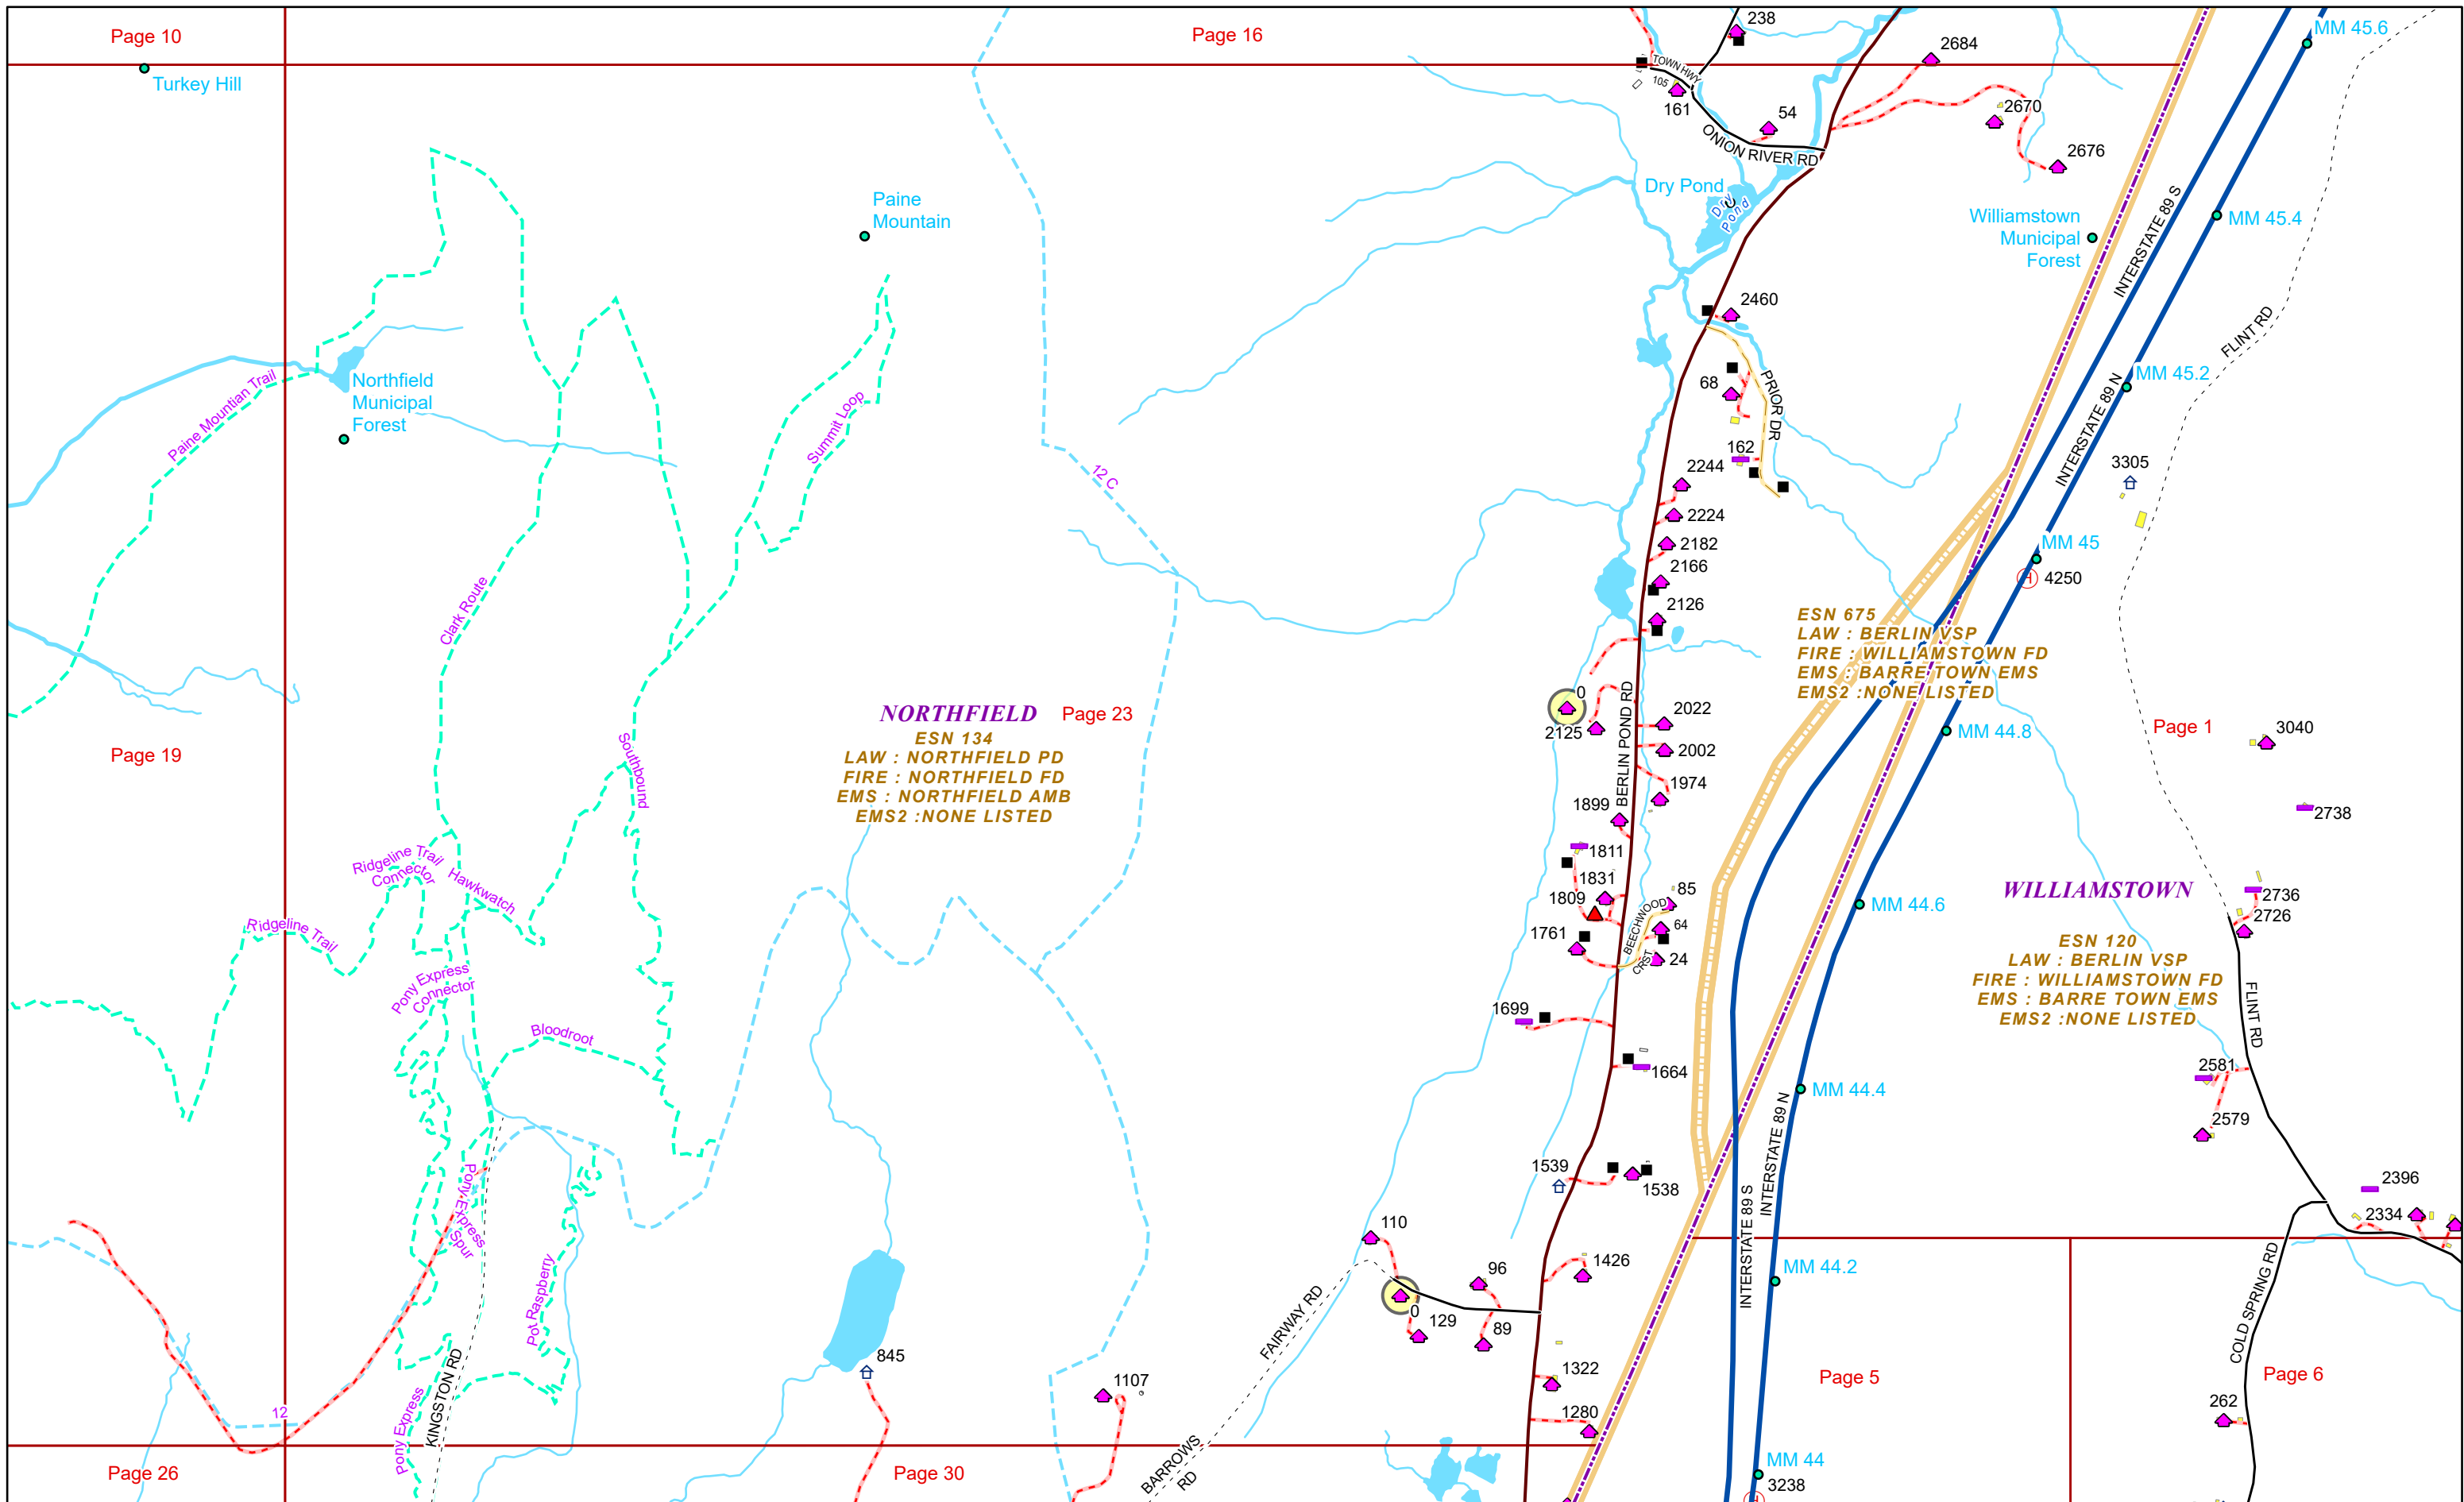 Page 10
Turkey Hill
Page 16
238
2684
MM 45.6
TOWN HWY
105
161
54
ONION RIVER RD
2670
2676
Dry Pond
Dry
Pond
Paine
Mountain
Williamstown
Municipal
Forest
INTERSTATE 89 S
MM 45.4
2460
FLINT RD
Northfield
Municipal
Forest
Paine Mountian Trail
Summit Loop
12 C
68
PRIOR DR
162
2244
2224
2182
2166
2126
INTERSTATE 89 N
MM 45.2
3305
MM 45
4250
Clark Route
ESN 675
LAW : BERLIN VSP
FIRE : WILLIAMSTOWN FD
EMS : BARRE TOWN EMS
EMS2 :NONE LISTED
0
2125
BERLIN POND RD
2022
2002
1974
1899
MM 44.8
Page 1
3040
2738
Page 19
Southbound
NORTHFIELD
Page 23
ESN 134
LAW : NORTHFIELD PD
FIRE : NORTHFIELD FD
EMS : NORTHFIELD AMB
EMS2 :NONE LISTED
Ridgeline Trail
Connector
Hawkwatch
Ridgeline Trail
Pony Express
Connector
Bloodroot
1811
1831
1809
1761
85
BEECHWOOD
64
CRST
24
1699
1664
MM 44.6
WILLIAMSTOWN
ESN 120
LAW : BERLIN VSP
FIRE : WILLIAMSTOWN FD
EMS : BARRE TOWN EMS
EMS2 :NONE LISTED
2736
2726
FLINT RD
2581
2579
MM 44.4
INTERSTATE 89 N
INTERSTATE 89 S
1539
1538
2396
2334
Pony Express
Spur
Pot Raspberry
110
96
1426
0
129
89
FAIRWAY RD
MM 44.2
COLD SPRING RD
845
1107
1322
1280
Page 5
Page 6
262
12
Pony Express
KINGSTON RD
Page 26
Page 30
BARROWS
RD
MM 44
3238